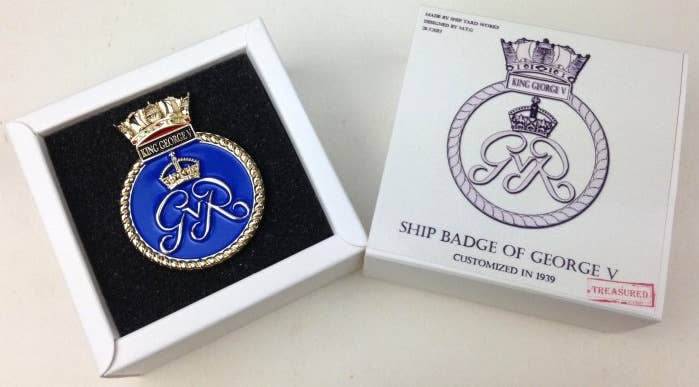 KING GEORGE V
GVR
MADE BY SHIP YARD WORKS
DESIGNED BY M.T.G
KING GEORGE V
GVR
SHIP BADGE OF GEORGE V
CUSTOMIZED IN 1939
TREASURED